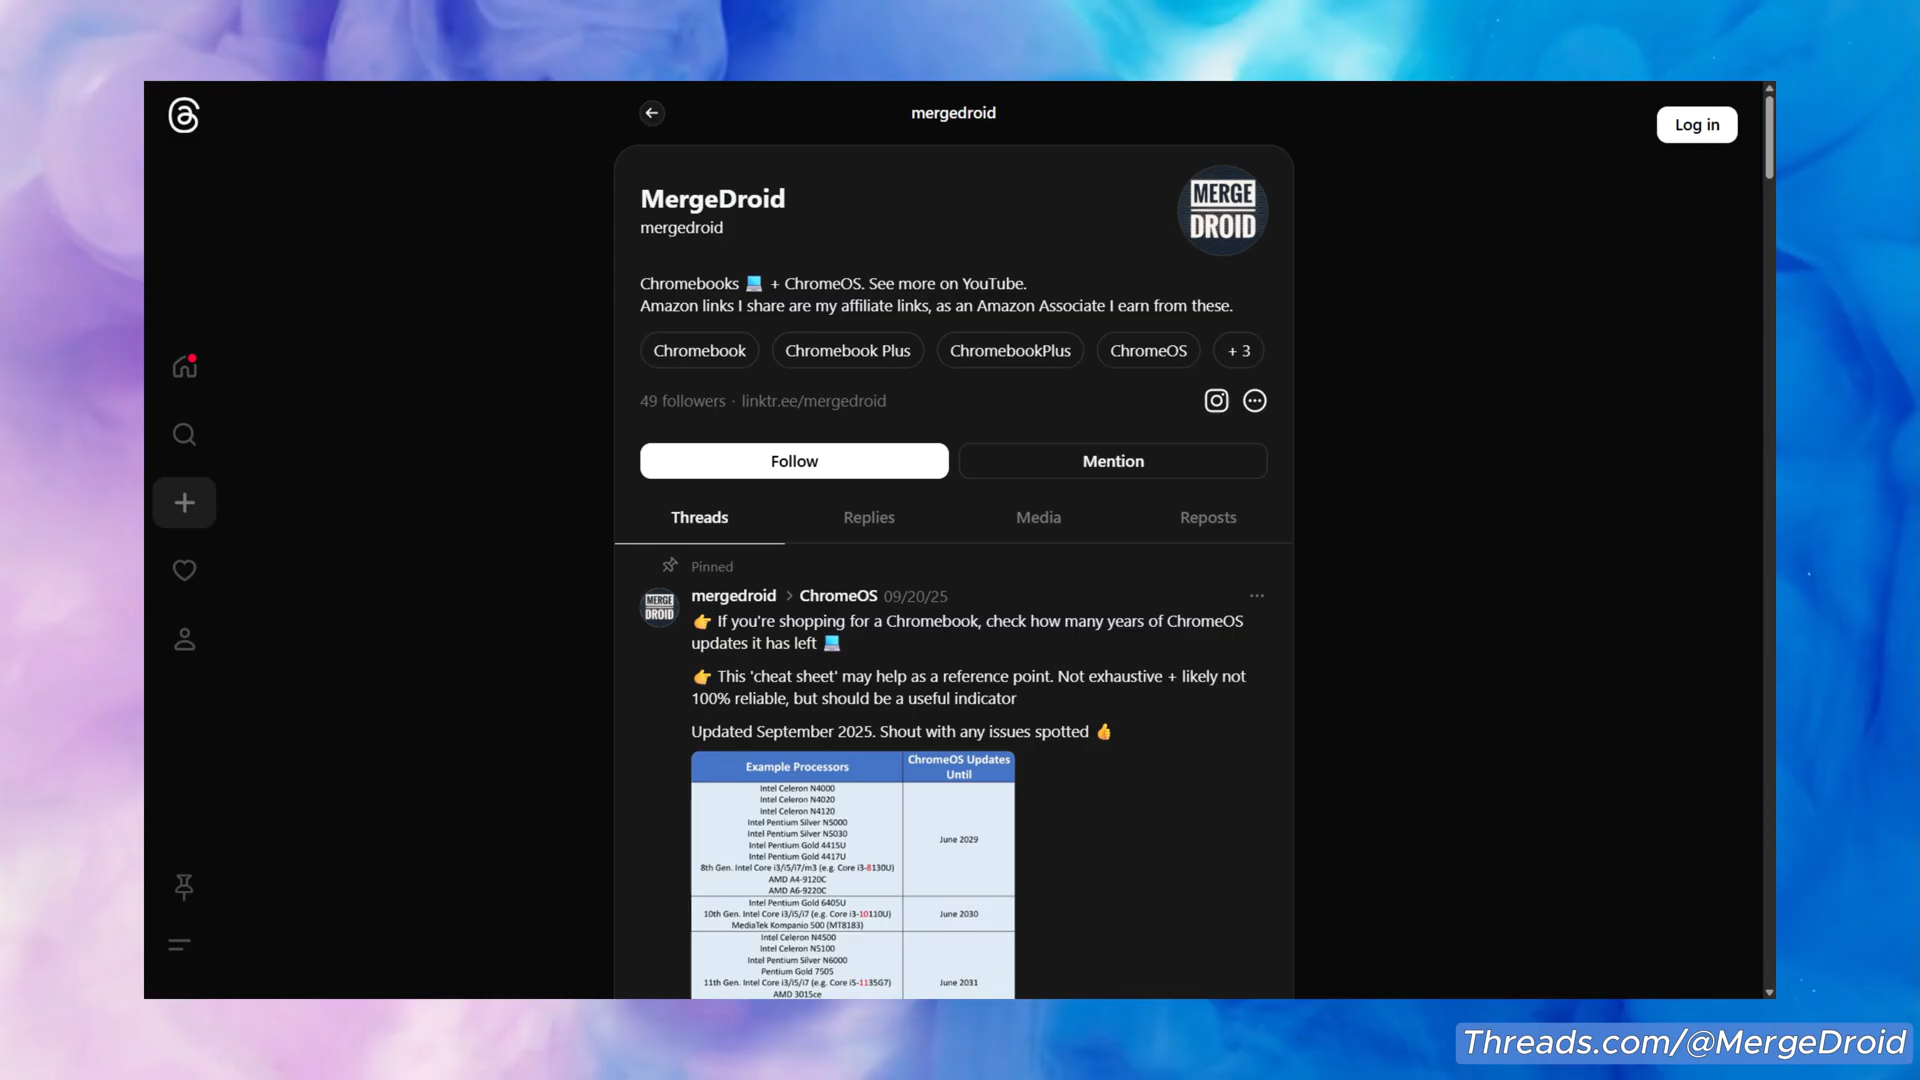 mergedroid
Log in
MergeDroid
mergedroid
MERGE
DROID
Chromebooks 💻 + ChromeOS. See more on YouTube.
Amazon links I share are my affiliate links, as an Amazon Associate I earn from these.
Chromebook
Chromebook Plus
ChromebookPlus
ChromeOS
+ 3
49 followers · linktr.ee/mergedroid
Follow
Mention
Threads
Replies
Media
Reposts
Pinned
MERGE
DROID
mergedroid > ChromeOS 09/20/25
👉 If you're shopping for a Chromebook, check how many years of ChromeOS
updates it has left 💻
👉 This 'cheat sheet' may help as a reference point. Not exhaustive + likely not
100% reliable, but should be a useful indicator
Updated September 2025. Shout with any issues spotted 👍
Example Processors
ChromeOS Updates
Until
Intel Celeron N4000
Intel Celeron N4020
Intel Celeron N4120
Intel Pentium Silver N5000
Intel Pentium Silver N5030
Intel Pentium Gold 4415U
Intel Pentium Gold 4417U
8th Gen. Intel Core i3/i5/i7/m3 (e.g. Core i3-8130U)
AMD A4-9120C
AMD A6-9220C
June 2029
Intel Pentium Gold 6405U
10th Gen. Intel Core i3/i5/i7 (e.g. Core i3-10110U)
MediaTek Kompanio 500 (MT8183)
June 2030
Intel Celeron N4500
Intel Celeron N5100
Intel Pentium Silver N6000
Pentium Gold 7505
11th Gen. Intel Core i3/i5/i7 (e.g. Core i5-1135G7)
AMD 3015ce
June 2031
Threads.com/@MergeDroid